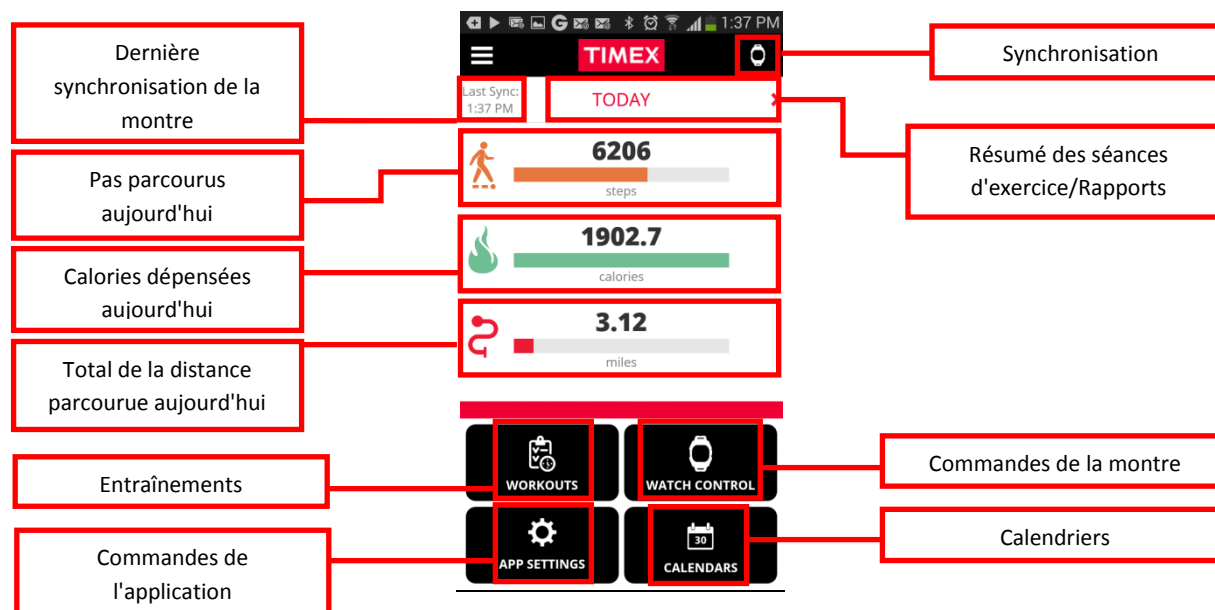 1:37 PM
TIMEX
Last Sync:
1:37 PM
TODAY
6206
steps
1902.7
calories
3.12
miles
WORKOUTS
WATCH CONTROL
30
APP SETTINGS
CALENDARS
Dernière
synchronisation de la
montre
Pas parcourus
aujourd'hui
Calories dépensées
aujourd'hui
Total de la distance
parcourue aujourd'hui
Entraînements
Commandes de
l'application
Synchronisation
Résumé des séances
d'exercice/Rapports
Commandes de la montre
Calendriers